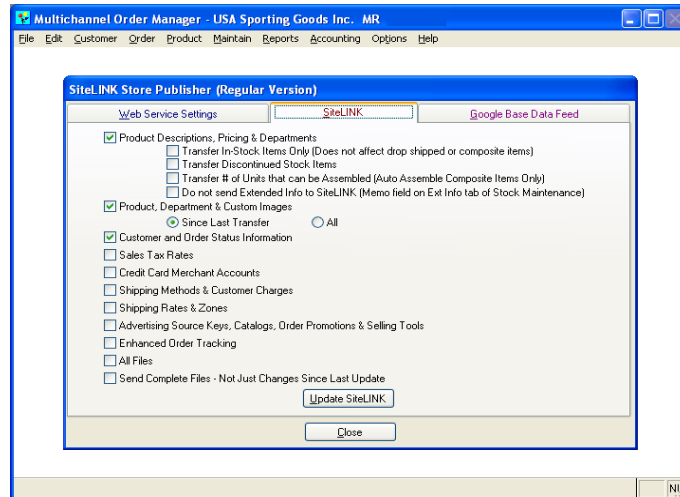 Multichannel Order Manager - USA Sporting Goods Inc. MR
File Edit Customer Order Product Maintain Reports Accounting Options Help
SiteLINK Store Publisher (Regular Version)
Web Service Settings SiteLINK Google Base Data Feed
Product Descriptions, Pricing & Departments
Transfer In-Stock Items Only (Does not affect drop shipped or composite items)
Transfer Discontinued Stock Items
Transfer # of Units that can be Assembled (Auto Assemble Composite Items Only)
Do not send Extended Info to SiteLINK (Memo field on Ext Info tab of Stock Maintenance)
Product, Department & Custom Images
Since Last Transfer All
Customer and Order Status Information
Sales Tax Rates
Credit Card Merchant Accounts
Shipping Methods & Customer Charges
Shipping Rates & Zones
Advertising Source Keys, Catalogs, Order Promotions & Selling Tools
Enhanced Order Tracking
All Files
Send Complete Files - Not Just Changes Since Last Update
Update SiteLINK
Close